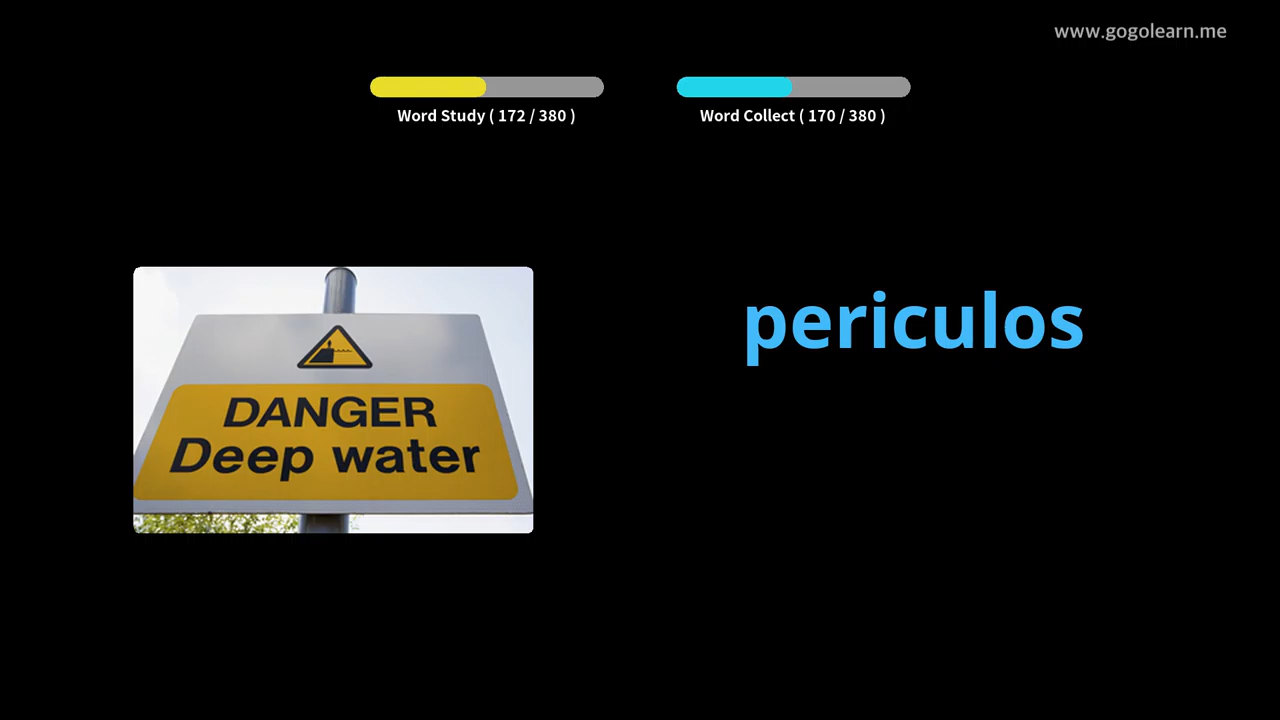 www.gogolearn.me
Word Study ( 172 / 380 )
Word Collect ( 170 / 380 )
DANGER
Deep water
periculos